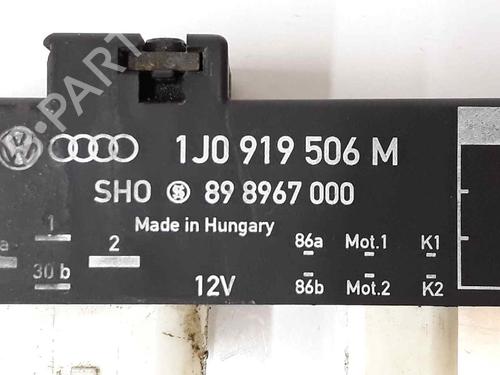 1J0 919 506 M
SHO 89 8967 000
Made in Hungary
a 1 2 86a Mot.1 K1
30 b 12V 86b Mot.2 K2